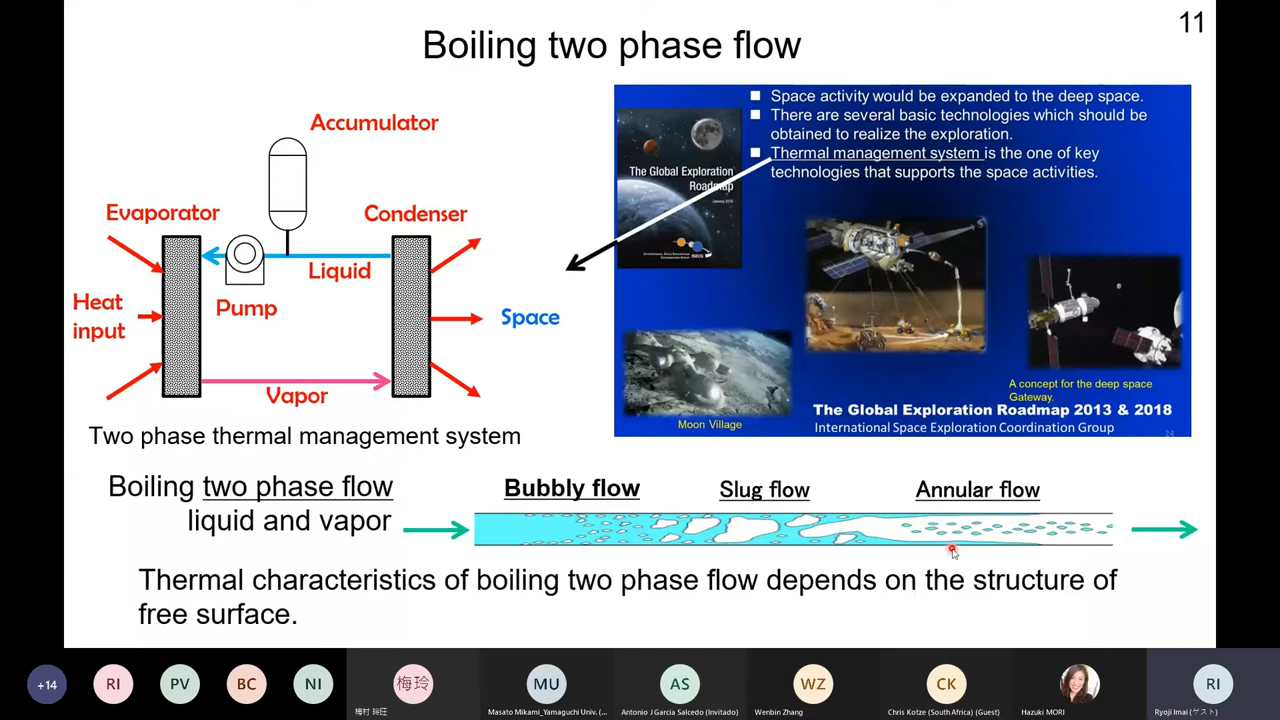 11
Boiling two phase flow
Accumulator
Evaporator
Condenser
Liquid
Heat
input
Pump
Space
Vapor
Two phase thermal management system
■ Space activity would be expanded to the deep space.
■ There are several basic technologies which should be
obtained to realize the exploration.
■ Thermal management system is the one of key
technologies that supports the space activities.
The Global Exploration
Roadmap
January 2018
ISECG
A concept for the deep space
Gateway.
Moon Village
The Global Exploration Roadmap 2013 & 2018
International Space Exploration Coordination Group
24
Boiling two phase flow
liquid and vapor
Bubbly flow
Slug flow
Annular flow
Thermal characteristics of boiling two phase flow depends on the structure of
free surface.
+14
RI
PV
BC
NI
梅玲
MU
AS
WZ
CK
RI
梅村 玲旺
Masato Mikami_Yamaguchi Univ. (...
Antonio J Garcia Salcedo (Invitado)
Wenbin Zhang
Chris Kotze (South Africa) (Guest)
Hazuki MORI
Ryoji Imai (ゲスト)